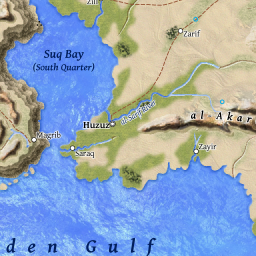 Zarif
Suq Bay
(South Quarter)
Huzuz
al Akar
Magrib
Saraq
Zayir
den Gulf